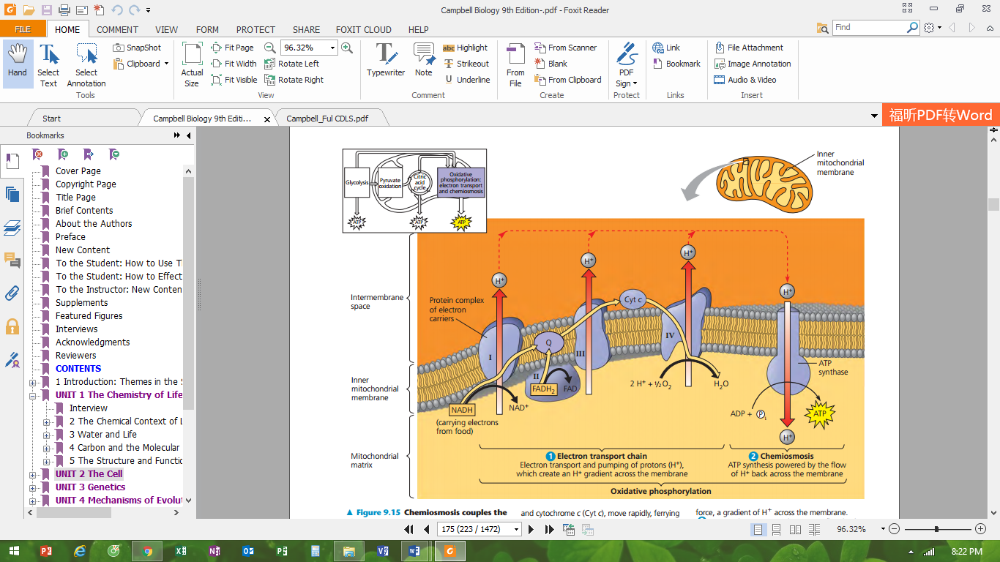 Campbell Biology 9th Edition-.pdf - Foxit Reader
FILE
HOME
COMMENT
VIEW
FORM
PROTECT
SHARE
FOXIT CLOUD
HELP
Find
Hand
Select
Text
Select
Annotation
SnapShot
Clipboard
Tools
Actual
Size
Fit Page
Fit Width
Fit Visible
96.32%
Rotate Left
Rotate Right
View
Typewriter
Note
abc Highlight
T Strikeout
U Underline
Comment
From
File
From Scanner
Blank
From Clipboard
Create
PDF
Sign
Protect
Link
Bookmark
Links
File Attachment
Image Annotation
Audio & Video
Insert
Start
Campbell Biology 9th Editi...
Campbell_Ful CDLS.pdf
福昕PDF转Word
Bookmarks
Cover Page
Copyright Page
Title Page
Brief Contents
About the Authors
Preface
New Content
To the Student: How to Use T
To the Student: How to Effect
To the Instructor: New Conten
Supplements
Featured Figures
Interviews
Acknowledgments
Reviewers
CONTENTS
1 Introduction: Themes in the S
UNIT 1 The Chemistry of Life
Interview
2 The Chemical Context of L
3 Water and Life
4 Carbon and the Molecular
5 The Structure and Functio
UNIT 2 The Cell
UNIT 3 Genetics
UNIT 4 Mechanisms of Evolut
Glycolysis
Pyruvate
oxidation
Citric
acid
cycle
Oxidative
phosphorylation:
electron transport
and chemiosmosis
ATP
ATP
ATP
Inner
mitochondrial
membrane
Intermembrane
space
Inner
mitochondrial
membrane
Mitochondrial
matrix
Protein complex
of electron
carriers
H⁺
H⁺
H⁺
H⁺
Cyt c
Q
I
II
III
IV
FADH₂
FAD
NADH
NAD⁺
(carrying electrons
from food)
2 H⁺ + ½ O₂
H₂O
ATP
synthase
ADP + Pᵢ
ATP
H⁺
1 Electron transport chain
Electron transport and pumping of protons (H⁺),
which create an H⁺ gradient across the membrane
2 Chemiosmosis
ATP synthesis powered by the flow
of H⁺ back across the membrane
Oxidative phosphorylation
▲ Figure 9.15 Chemiosmosis couples the
and cytochrome c (Cyt c), move rapidly, ferrying
force, a gradient of H⁺ across the membrane.
175 (223 / 1472)
96.32%
8:22 PM